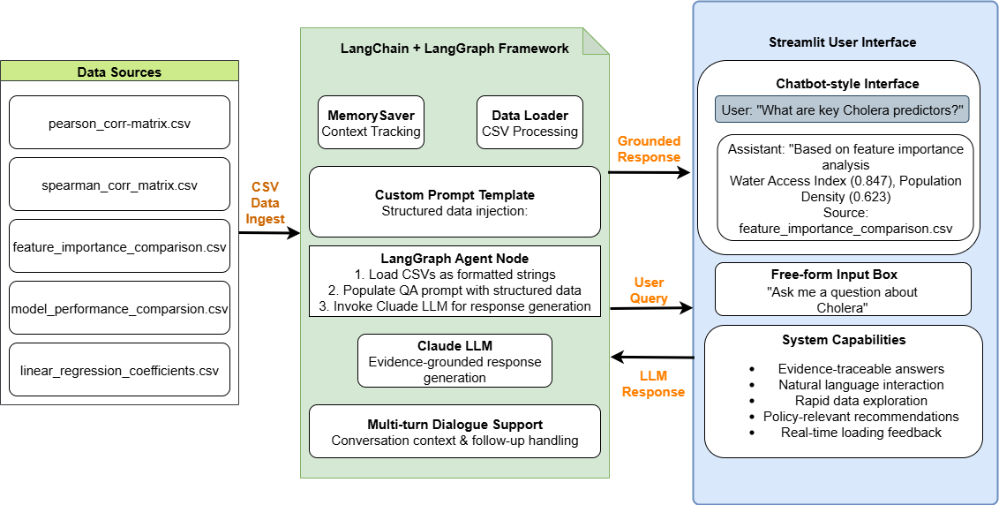 Data Sources
pearson_corr-matrix.csv
spearman_corr_matrix.csv
feature_importance_comparison.csv
model_performance_comparsion.csv
linear_regression_coefficients.csv
CSV
Data
Ingest
LangChain + LangGraph Framework
MemorySaver
Context Tracking
Data Loader
CSV Processing
Custom Prompt Template
Structured data injection:
LangGraph Agent Node
1. Load CSVs as formatted strings
2. Populate QA prompt with structured data
3. Invoke Cluade LLM for response generation
Claude LLM
Evidence-grounded response
generation
Multi-turn Dialogue Support
Conversation context & follow-up handling
Grounded
Response
User
Query
LLM
Response
Streamlit User Interface
Chatbot-style Interface
User: "What are key Cholera predictors?"
Assistant: "Based on feature importance
analysis
Water Access Index (0.847), Population
Density (0.623)
Source:
feature_importance_comparison.csv
Free-form Input Box
"Ask me a question about
Cholera"
System Capabilities
• Evidence-traceable answers
• Natural language interaction
• Rapid data exploration
• Policy-relevant recommendations
• Real-time loading feedback